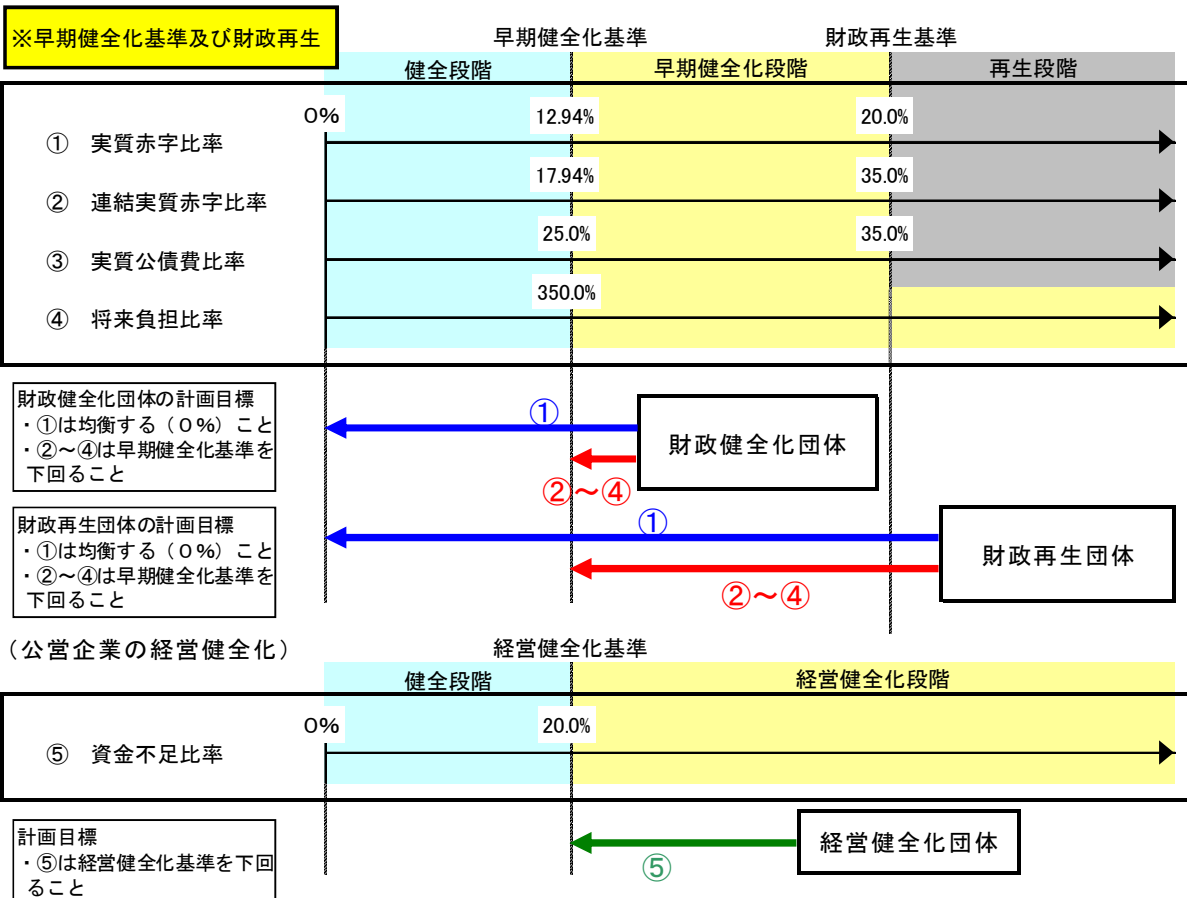 ※早期健全化基準及び財政再生
早期健全化基準
財政再生基準
健全段階
早期健全化段階
再生段階
0%
12.94%
20.0%
① 実質赤字比率
17.94%
35.0%
② 連結実質赤字比率
25.0%
35.0%
③ 実質公債費比率
350.0%
④ 将来負担比率
財政健全化団体の計画目標
・①は均衡する（0%）こと
・②～④は早期健全化基準を
下回ること
①
②～④
財政健全化団体
財政再生団体の計画目標
・①は均衡する（0%）こと
・②～④は早期健全化基準を
下回ること
①
②～④
財政再生団体
（公営企業の経営健全化）
経営健全化基準
健全段階
経営健全化段階
0%
20.0%
⑤ 資金不足比率
計画目標
・⑤は経営健全化基準を下回
ること
⑤
経営健全化団体